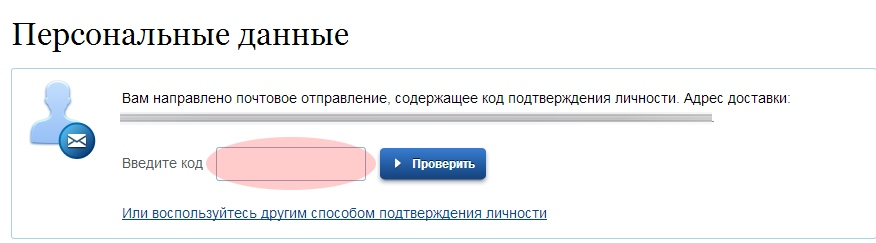 Персональные данные
Вам направлено почтовое отправление, содержащее код подтверждения личности. Адрес доставки:
Введите код
Проверить
Или воспользуйтесь другим способом подтверждения личности